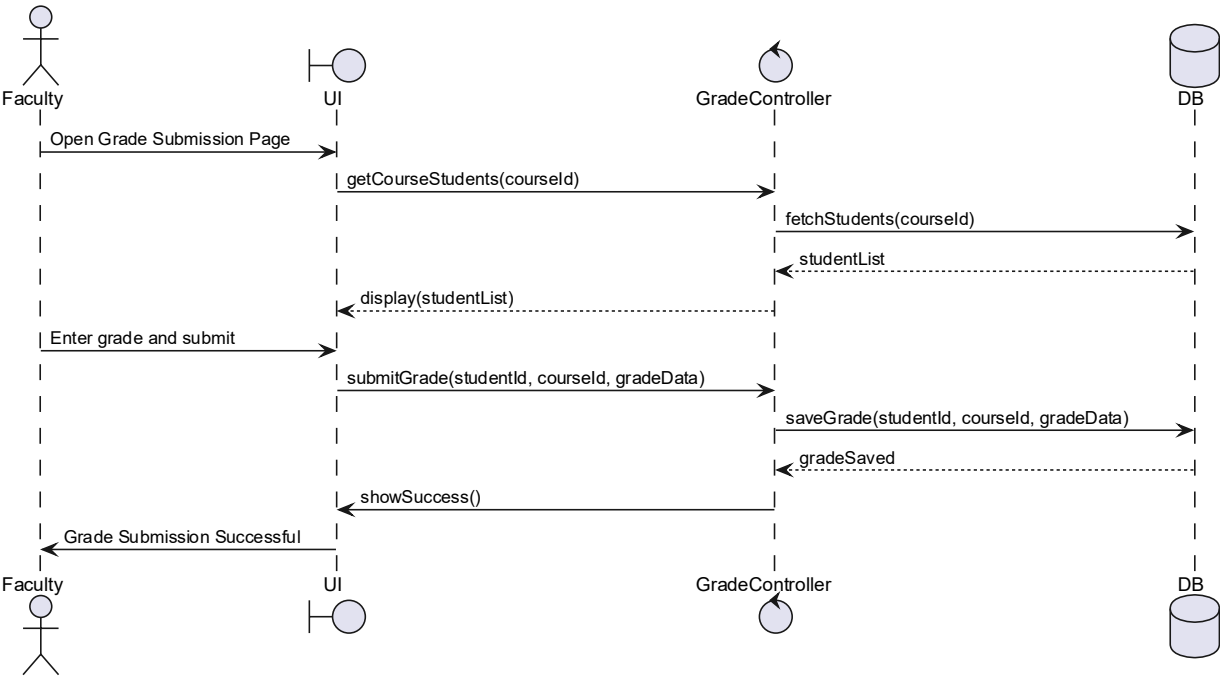 Faculty
UI
GradeController
DB
Open Grade Submission Page
getCourseStudents(courseId)
fetchStudents(courseId)
studentList
display(studentList)
Enter grade and submit
submitGrade(studentId, courseId, gradeData)
saveGrade(studentId, courseId, gradeData)
gradeSaved
showSuccess()
Grade Submission Successful
Faculty
UI
GradeController
DB